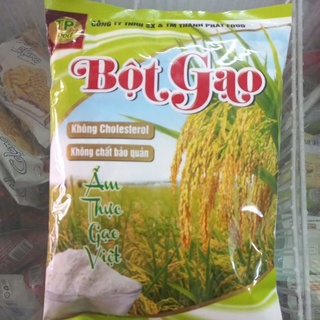 TP
CÔNG TY TNHH SX & TM THÀNH PHÁT FOOD
Bột Gạo
Không Cholesterol
Không chất bảo quản
Ẩm
Thực
Gạo
Việt